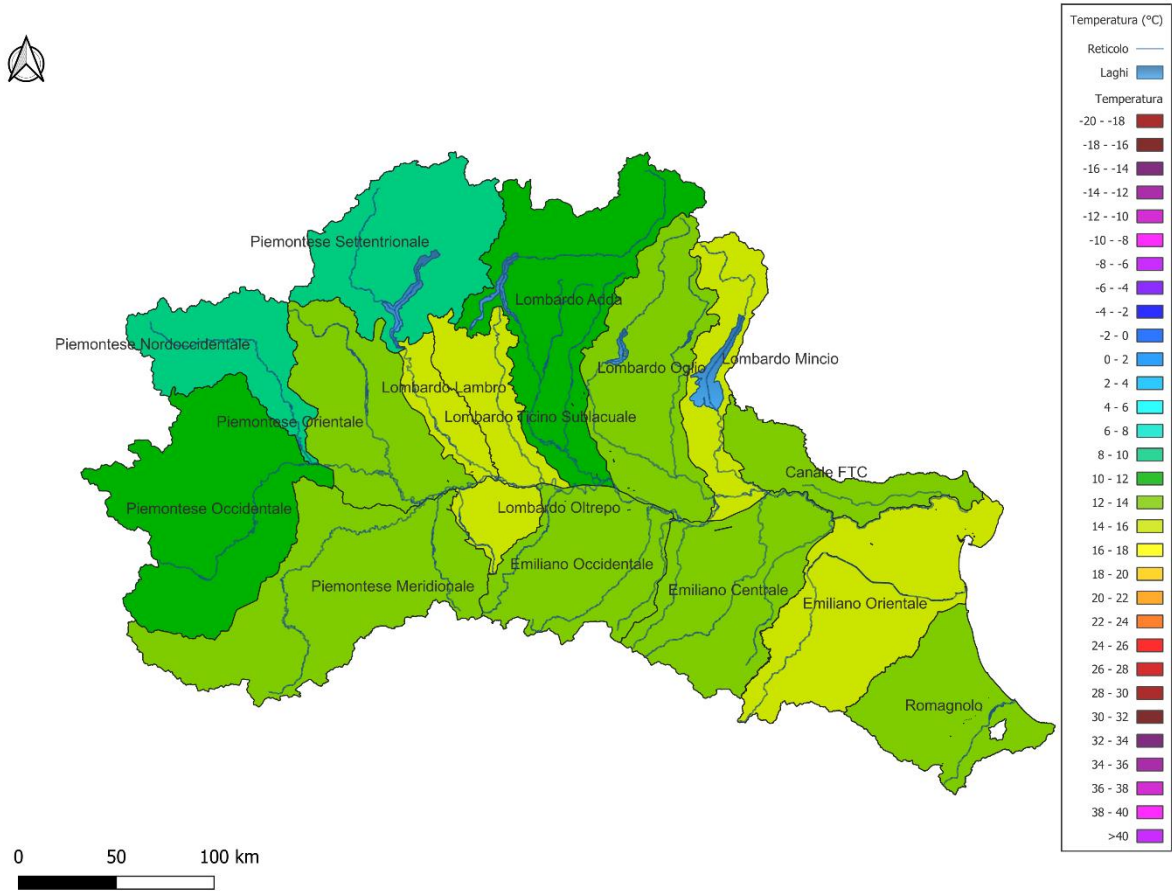 Temperatura (°C)
Reticolo
Laghi
Temperatura
-20 - -18
-18 - -16
-16 - -14
-14 - -12
-12 - -10
-10 - -8
-8 - -6
-6 - -4
-4 - -2
-2 - 0
0 - 2
2 - 4
4 - 6
6 - 8
8 - 10
10 - 12
12 - 14
14 - 16
16 - 18
18 - 20
20 - 22
22 - 24
24 - 26
26 - 28
28 - 30
30 - 32
32 - 34
34 - 36
36 - 38
38 - 40
>40
Piemontese Settentrionale
Lombardo Adda
Piemontese Nordoccidentale
Lombardo Mincio
Lombardo Oglio
Lombardo Lambro
Lombardo Ticino Sublacuale
Piemontese Orientale
Canale FTC
Piemontese Occidentale
Lombardo Oltrepo
Emiliano Occidentale
Piemontese Meridionale
Emiliano Centrale
Emiliano Orientale
Romagnolo
0 50 100 km